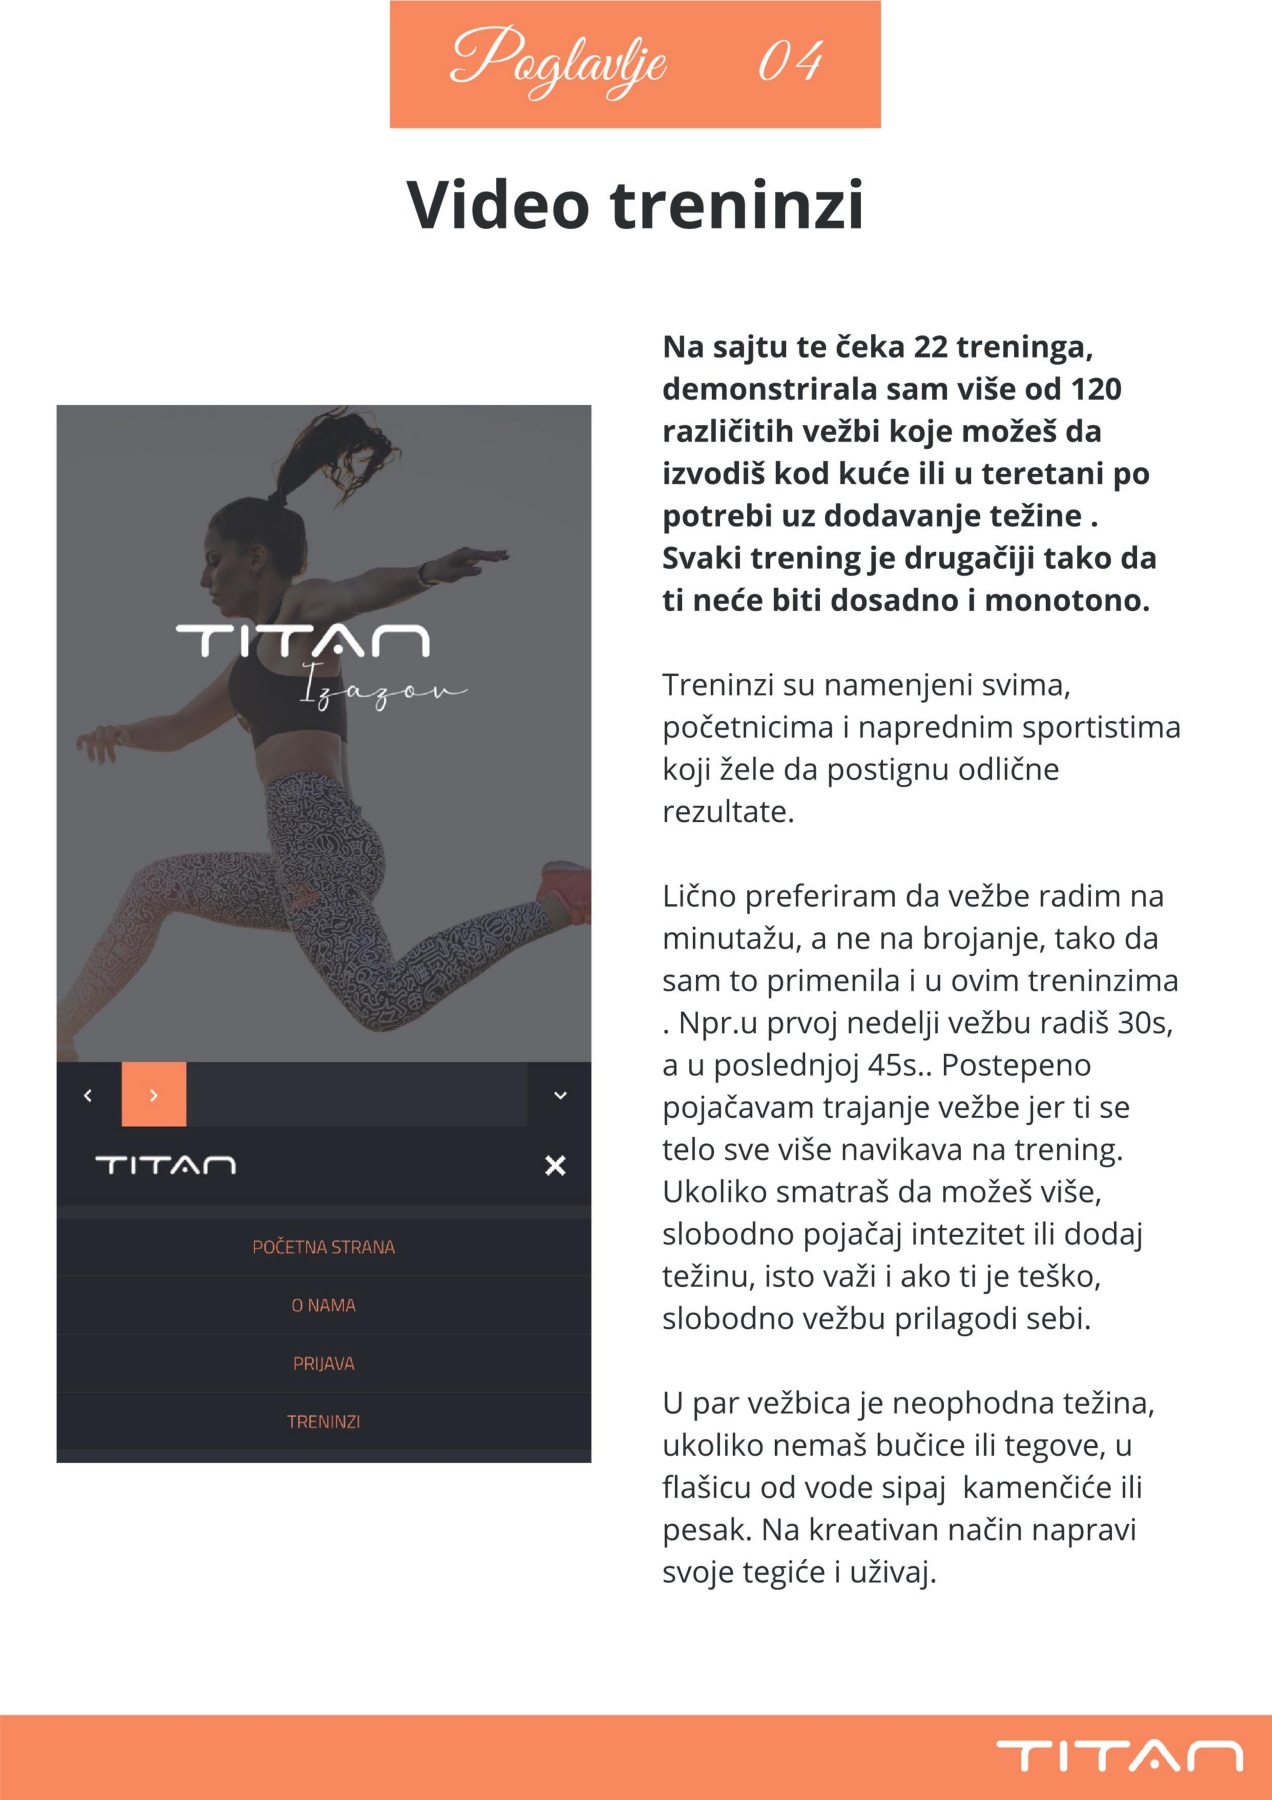 Poglavlje 04
Video treninzi
TITAN
Izazov
TITAN
POČETNA STRANA
O NAMA
PRIJAVA
TRENINZI
Na sajtu te čeka 22 treninga,
demonstrirala sam više od 120
različitih vežbi koje možeš da
izvodiš kod kuće ili u teretani po
potrebi uz dodavanje težine .
Svaki trening je drugačiji tako da
ti neće biti dosadno i monotono.
Treninzi su namenjeni svima,
početnicima i naprednim sportistima
koji žele da postignu odlične
rezultate.
Lično preferiram da vežbe radim na
minutažu, a ne na brojanje, tako da
sam to primenila i u ovim treninzima
. Npr.u prvoj nedelji vežbu radiš 30s,
a u poslednjoj 45s.. Postepeno
pojačavam trajanje vežbe jer ti se
telo sve više navikava na trening.
Ukoliko smatraš da možeš više,
slobodno pojačaj intezitet ili dodaj
težinu, isto važi i ako ti je teško,
slobodno vežbu prilagodi sebi.
U par vežbica je neophodna težina,
ukoliko nemaš bučice ili tegove, u
flašicu od vode sipaj  kamenčiće ili
pesak. Na kreativan način napravi
svoje tegiće i uživaj.
TITAN